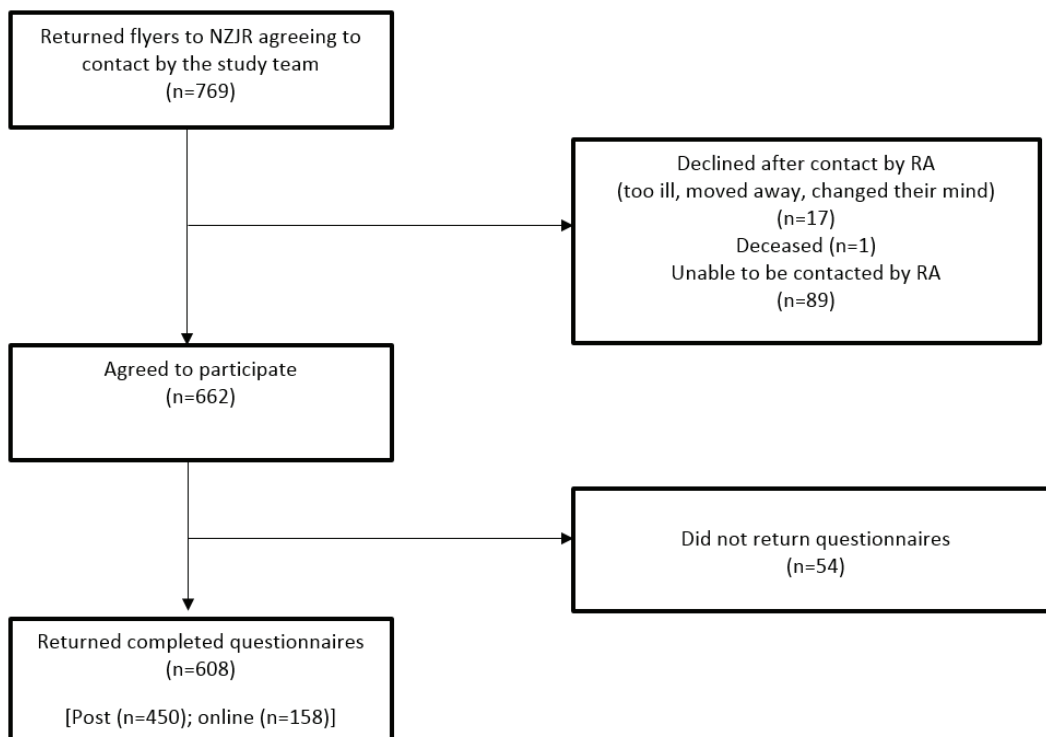 Returned flyers to NZJR agreeing to
contact by the study team
(n=769)
Declined after contact by RA
(too ill, moved away, changed their mind)
(n=17)
Deceased (n=1)
Unable to be contacted by RA
(n=89)
Agreed to participate
(n=662)
Did not return questionnaires
(n=54)
Returned completed questionnaires
(n=608)
[Post (n=450); online (n=158)]